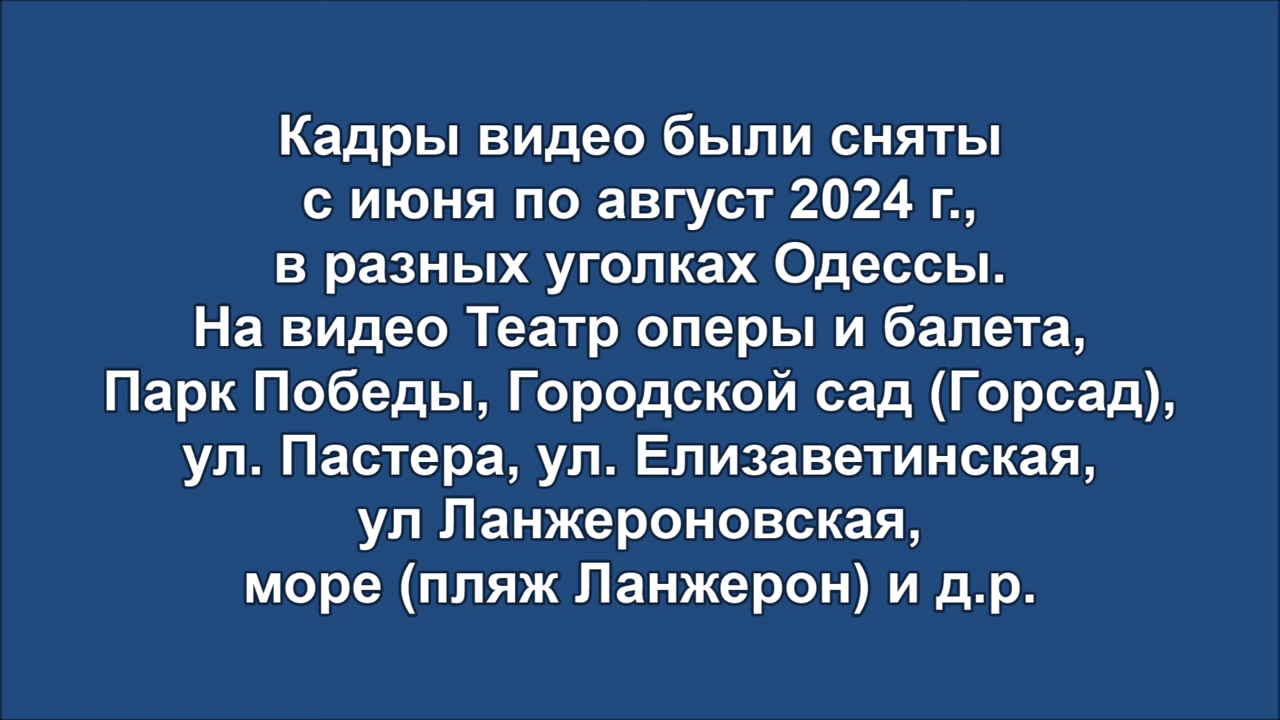 Кадры видео были сняты
с июня по август 2024 г.,
в разных уголках Одессы.
На видео Театр оперы и балета,
Парк Победы, Городской сад (Горсад),
ул. Пастера, ул. Елизаветинская,
ул Ланжероновская,
море (пляж Ланжерон) и д.р.